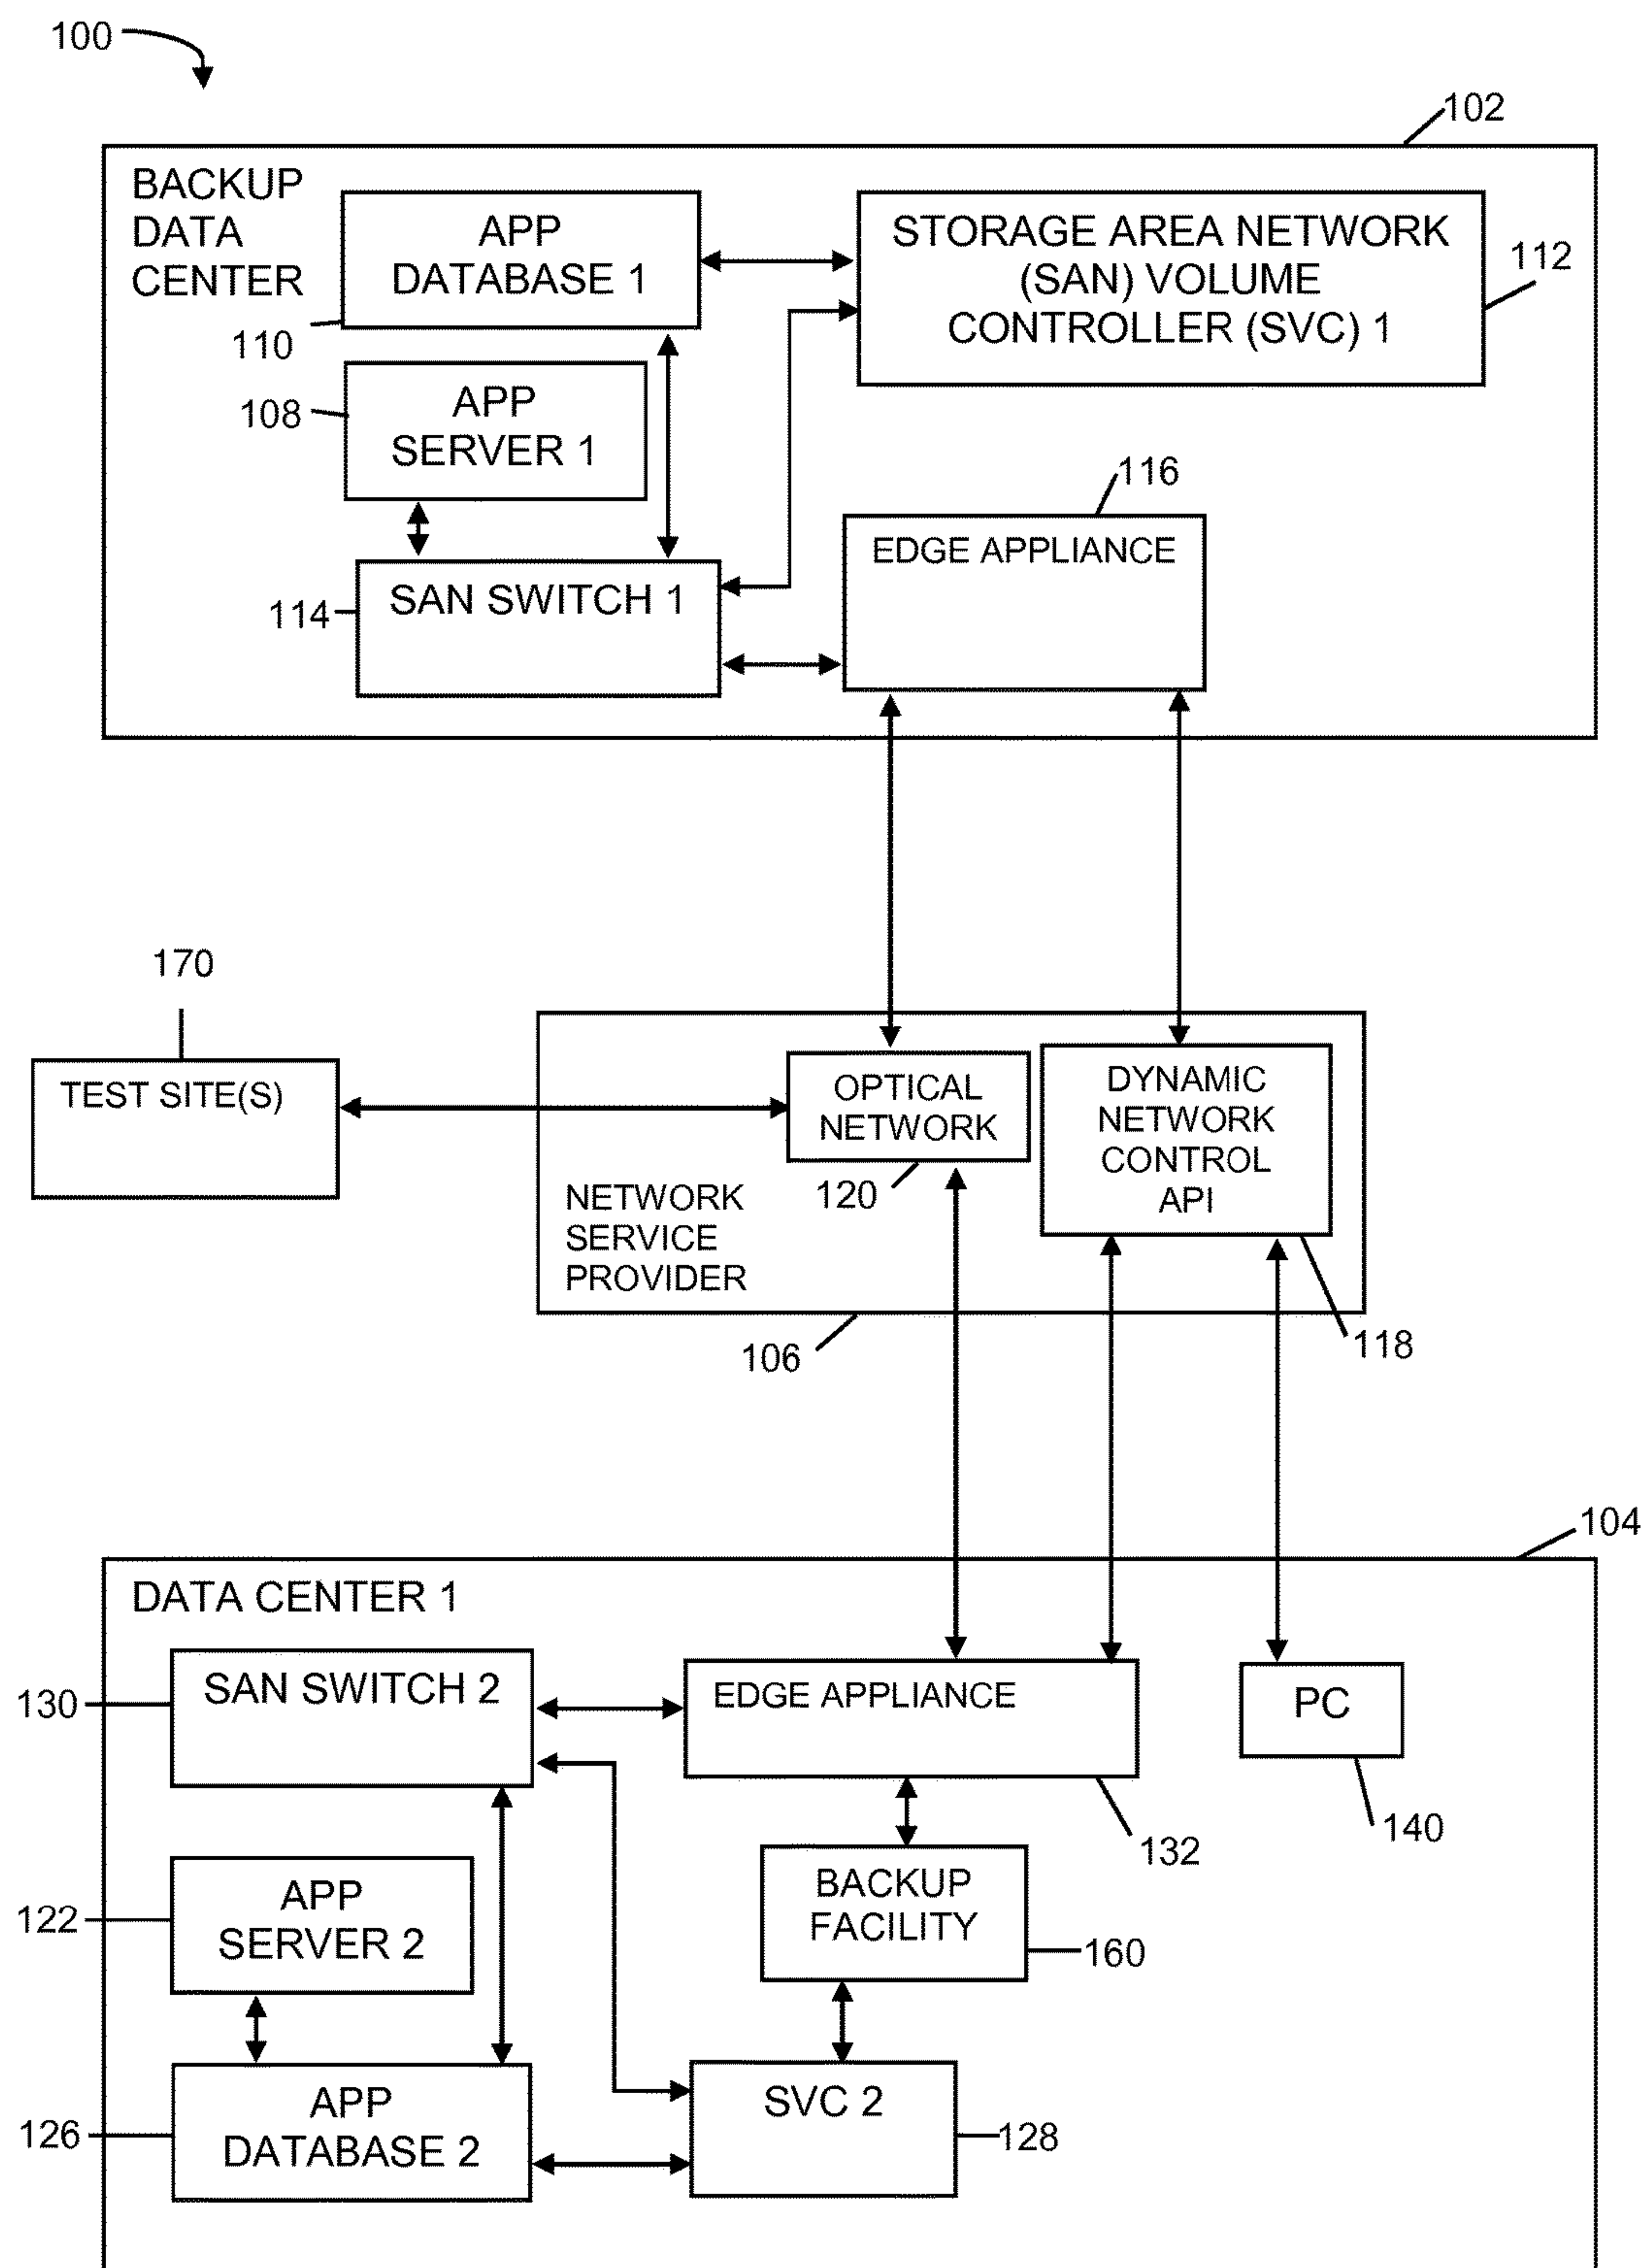 100
102
BACKUP
DATA
CENTER
APP
DATABASE 1
STORAGE AREA NETWORK
(SAN) VOLUME
CONTROLLER (SVC) 1
112
110
108
APP
SERVER 1
116
EDGE APPLIANCE
114
SAN SWITCH 1
170
TEST SITE(S)
OPTICAL
NETWORK
120
DYNAMIC
NETWORK
CONTROL
API
NETWORK
SERVICE
PROVIDER
106
118
104
DATA CENTER 1
130
SAN SWITCH 2
EDGE APPLIANCE
PC
140
132
122
APP
SERVER 2
BACKUP
FACILITY
160
126
APP
DATABASE 2
SVC 2
128